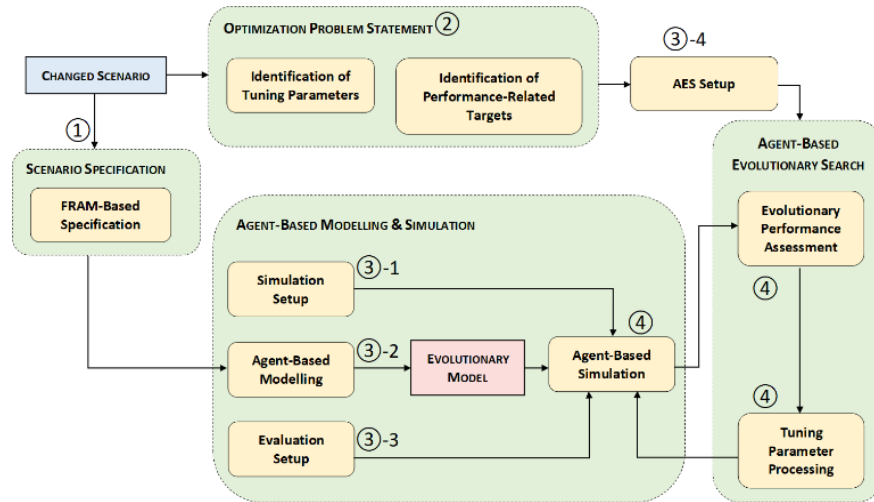 OPTIMIZATION PROBLEM STATEMENT ②
③-4
CHANGED SCENARIO
Identification of
Tuning Parameters
Identification of
Performance-Related
Targets
AES Setup
①
SCENARIO SPECIFICATION
FRAM-Based
Specification
AGENT-BASED
EVOLUTIONARY SEARCH
Evolutionary
Performance
Assessment
④
④
Tuning
Parameter
Processing
AGENT-BASED MODELLING & SIMULATION
Simulation
Setup
③-1
Agent-Based
Modelling
③-2
EVOLUTIONARY
MODEL
④
Agent-Based
Simulation
Evaluation
Setup
③-3